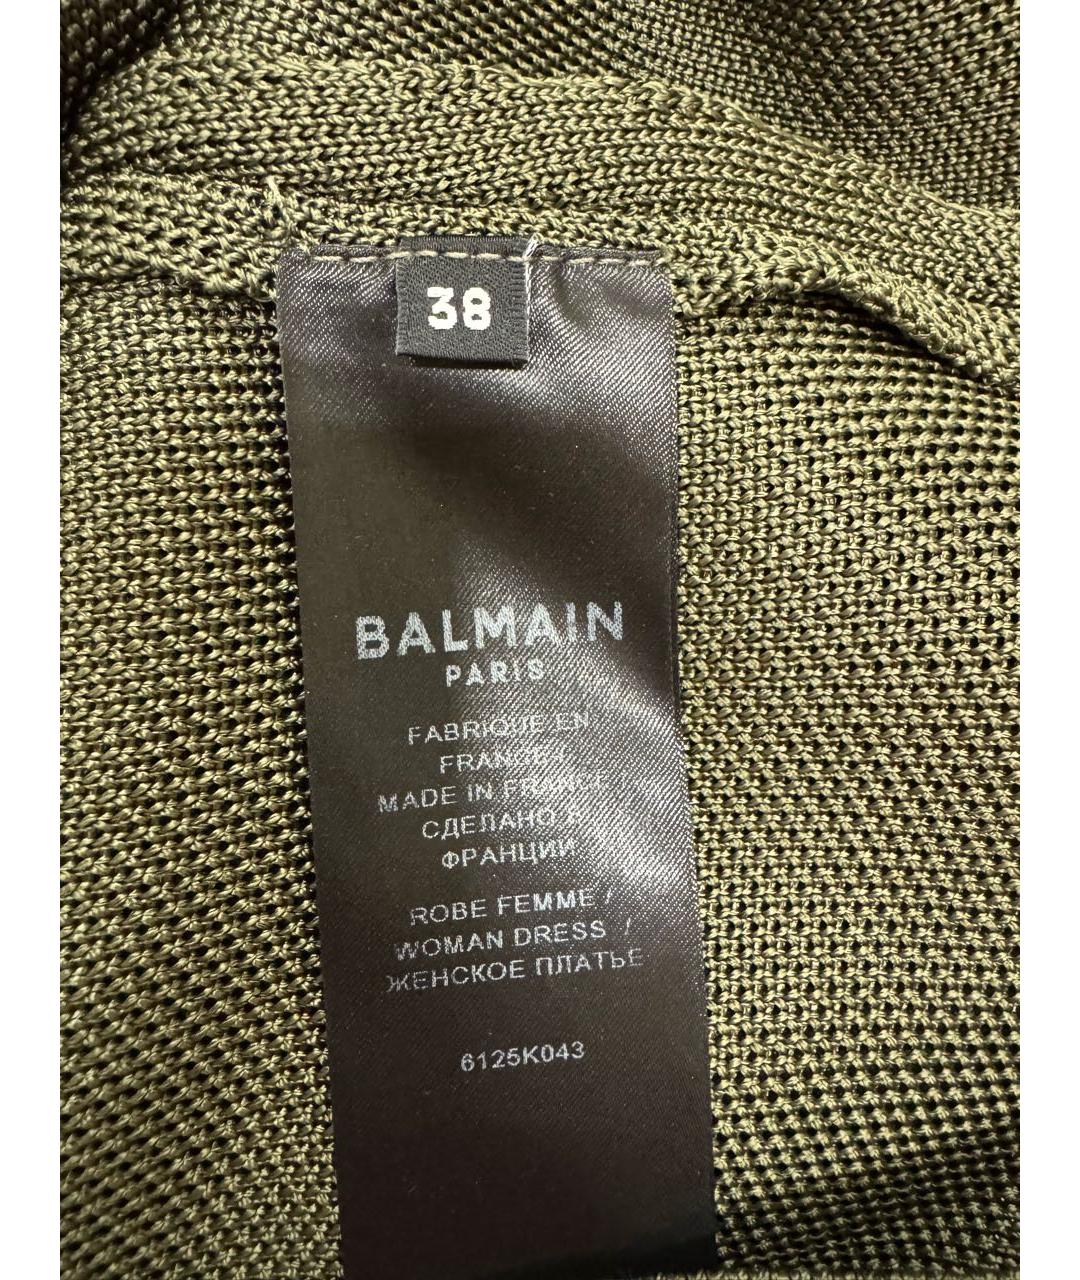 38
BALMAIN
PARIS
FABRIQUE EN
FRANCE /
MADE IN FRANCE
СДЕЛАНО
ФРАНЦИИ
ROBE FEMME /
WOMAN DRESS /
ЖЕНСКОЕ ПЛАТЬЕ
6125K043